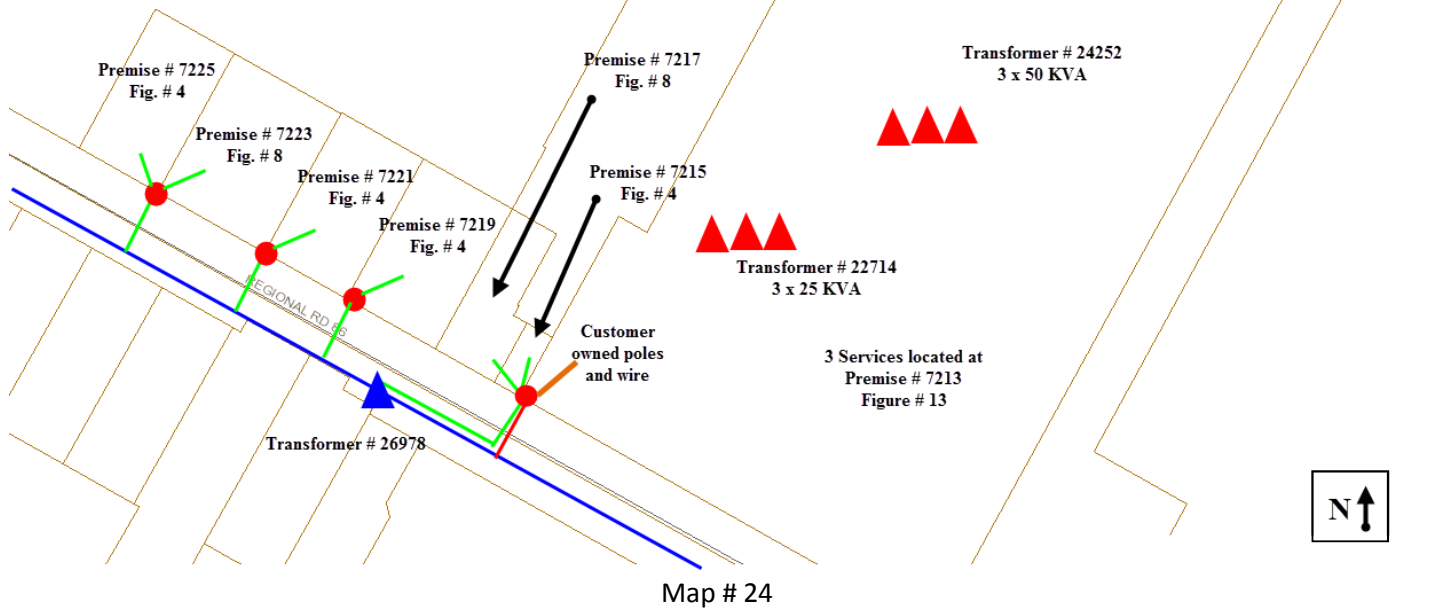 Premise # 7225
Fig. # 4
Premise # 7223
Fig. # 8
Premise # 7221
Fig. # 4
Premise # 7219
Fig. # 4
Premise # 7217
Fig. # 8
Premise # 7215
Fig. # 4
Transformer # 24252
3 x 50 KVA
Transformer # 22714
3 x 25 KVA
REGIONAL RD 86
Customer
owned poles
and wire
3 Services located at
Premise # 7213
Figure # 13
Transformer # 26978
N
Map # 24